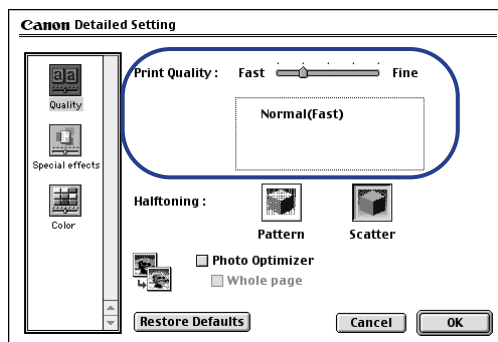 Canon Detailed Setting
Quality
Special effects
Color
Print Quality : Fast Fine
Normal(Fast)
Halftoning :
Pattern Scatter
Photo Optimizer
Whole page
Restore Defaults Cancel OK